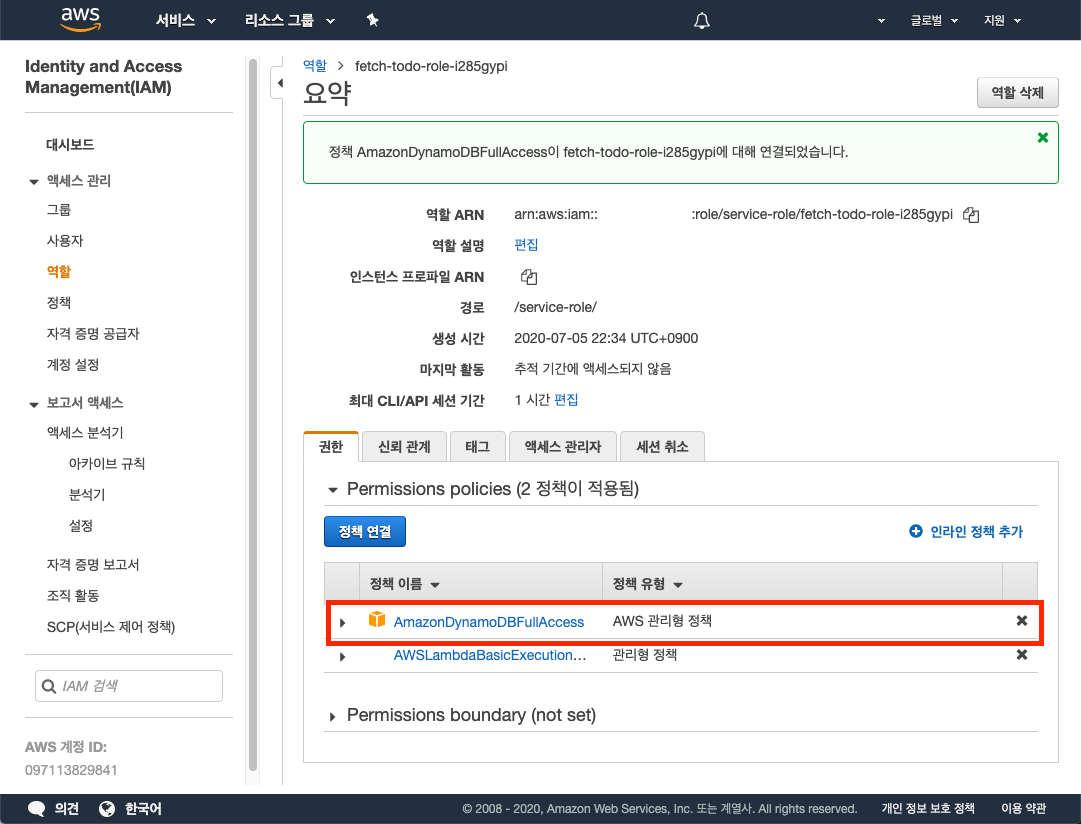 aws 서비스 리소스 그룹 글로벌 지원
Identity and Access
Management(IAM)
대시보드
액세스 관리
그룹
사용자
역할
정책
자격 증명 공급자
계정 설정
보고서 액세스
액세스 분석기
아카이브 규칙
분석기
설정
자격 증명 보고서
조직 활동
SCP(서비스 제어 정책)
IAM 검색
AWS 계정 ID:
097113829841
역할 > fetch-todo-role-i285gypi
요약
역할 삭제
정책 AmazonDynamoDBFullAccess이 fetch-todo-role-i285gypi에 대해 연결되었습니다.
역할 ARN arn:aws:iam:: :role/service-role/fetch-todo-role-i285gypi
역할 설명 편집
인스턴스 프로파일 ARN
경로 /service-role/
생성 시간 2020-07-05 22:34 UTC+0900
마지막 활동 추적 기간에 액세스되지 않음
최대 CLI/API 세션 기간 1 시간 편집
권한 신뢰 관계 태그 액세스 관리자 세션 취소
Permissions policies (2 정책이 적용됨)
정책 연결 인라인 정책 추가
정책 이름 정책 유형
AmazonDynamoDBFullAccess AWS 관리형 정책
AWSLambdaBasicExecution... 관리형 정책
Permissions boundary (not set)
의견 한국어 © 2008 - 2020, Amazon Web Services, Inc. 또는 계열사. All rights reserved. 개인 정보 보호 정책 이용 약관